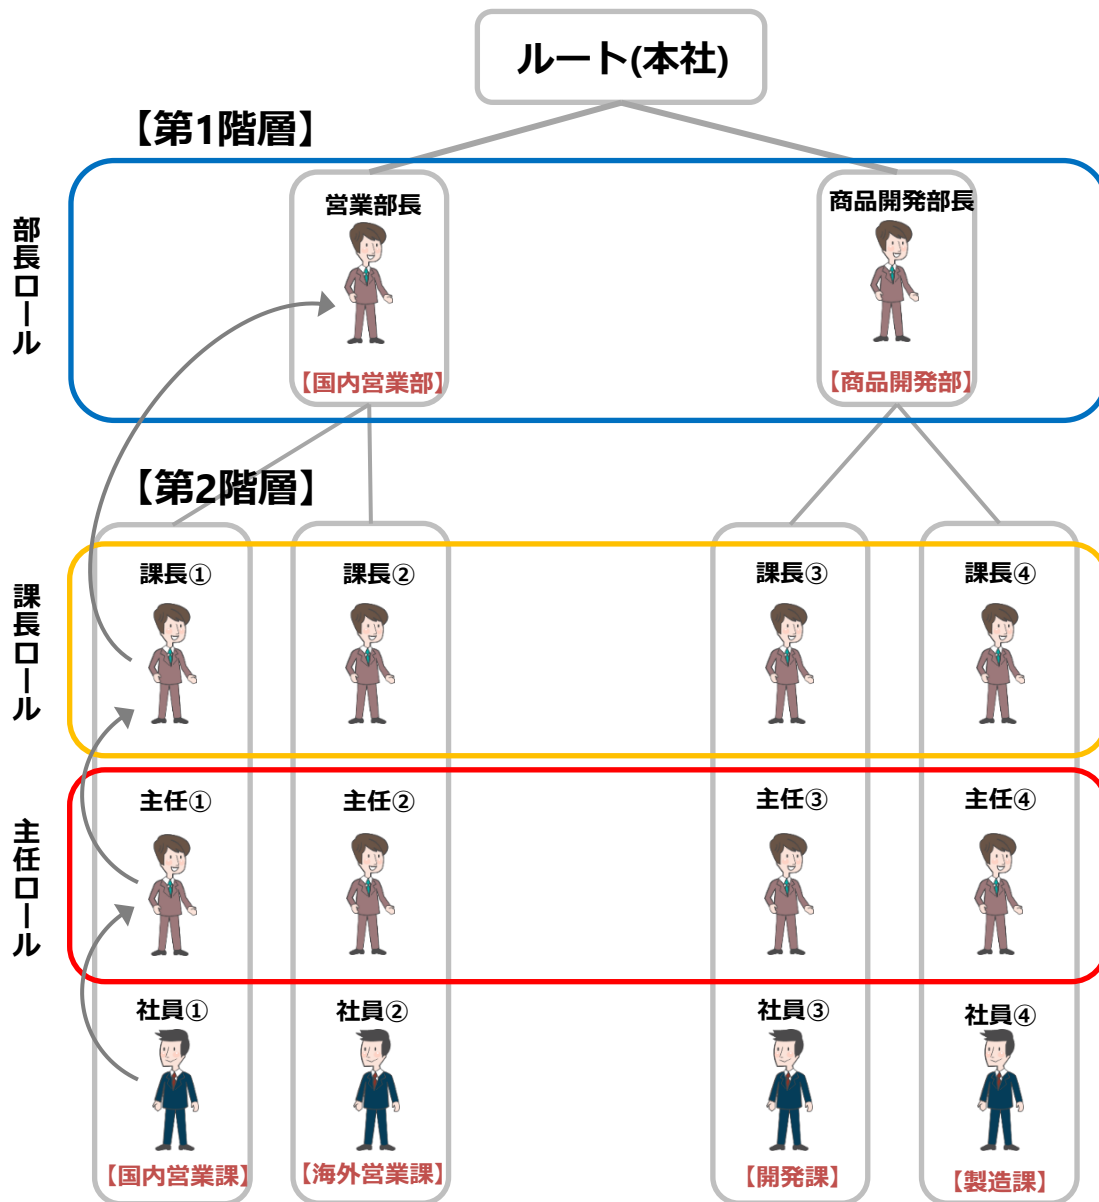 ルート(本社)
【第1階層】
部長ロール
営業部長
商品開発部長
【国内営業部】
【商品開発部】
【第2階層】
課長ロール
課長①
課長②
課長③
課長④
主任ロール
主任①
主任②
主任③
主任④
社員①
社員②
社員③
社員④
【国内営業課】
【海外営業課】
【開発課】
【製造課】